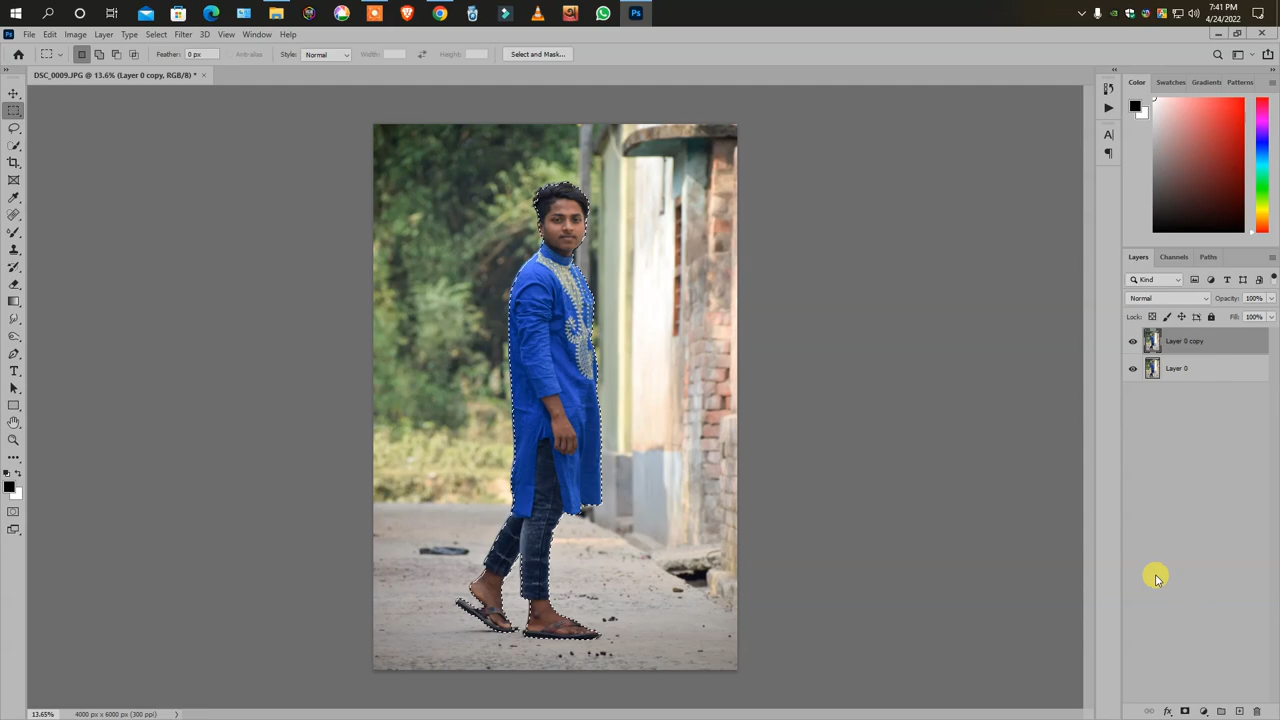 7:41 PM
4/24/2022
Ps
File Edit Image Layer Type Select Filter 3D View Window Help
Feather: 0 px Anti-alias Style: Normal Width: Height: Select and Mask...
DSC_0009.JPG @ 13.6% (Layer 0 copy, RGB/8) * ×
Color Swatches Gradients Patterns
Layers Channels Paths
Kind
Normal Opacity: 100%
Lock: Fill: 100%
Layer 0 copy
Layer 0
13.65% 4000 px x 6000 px (300 ppi)